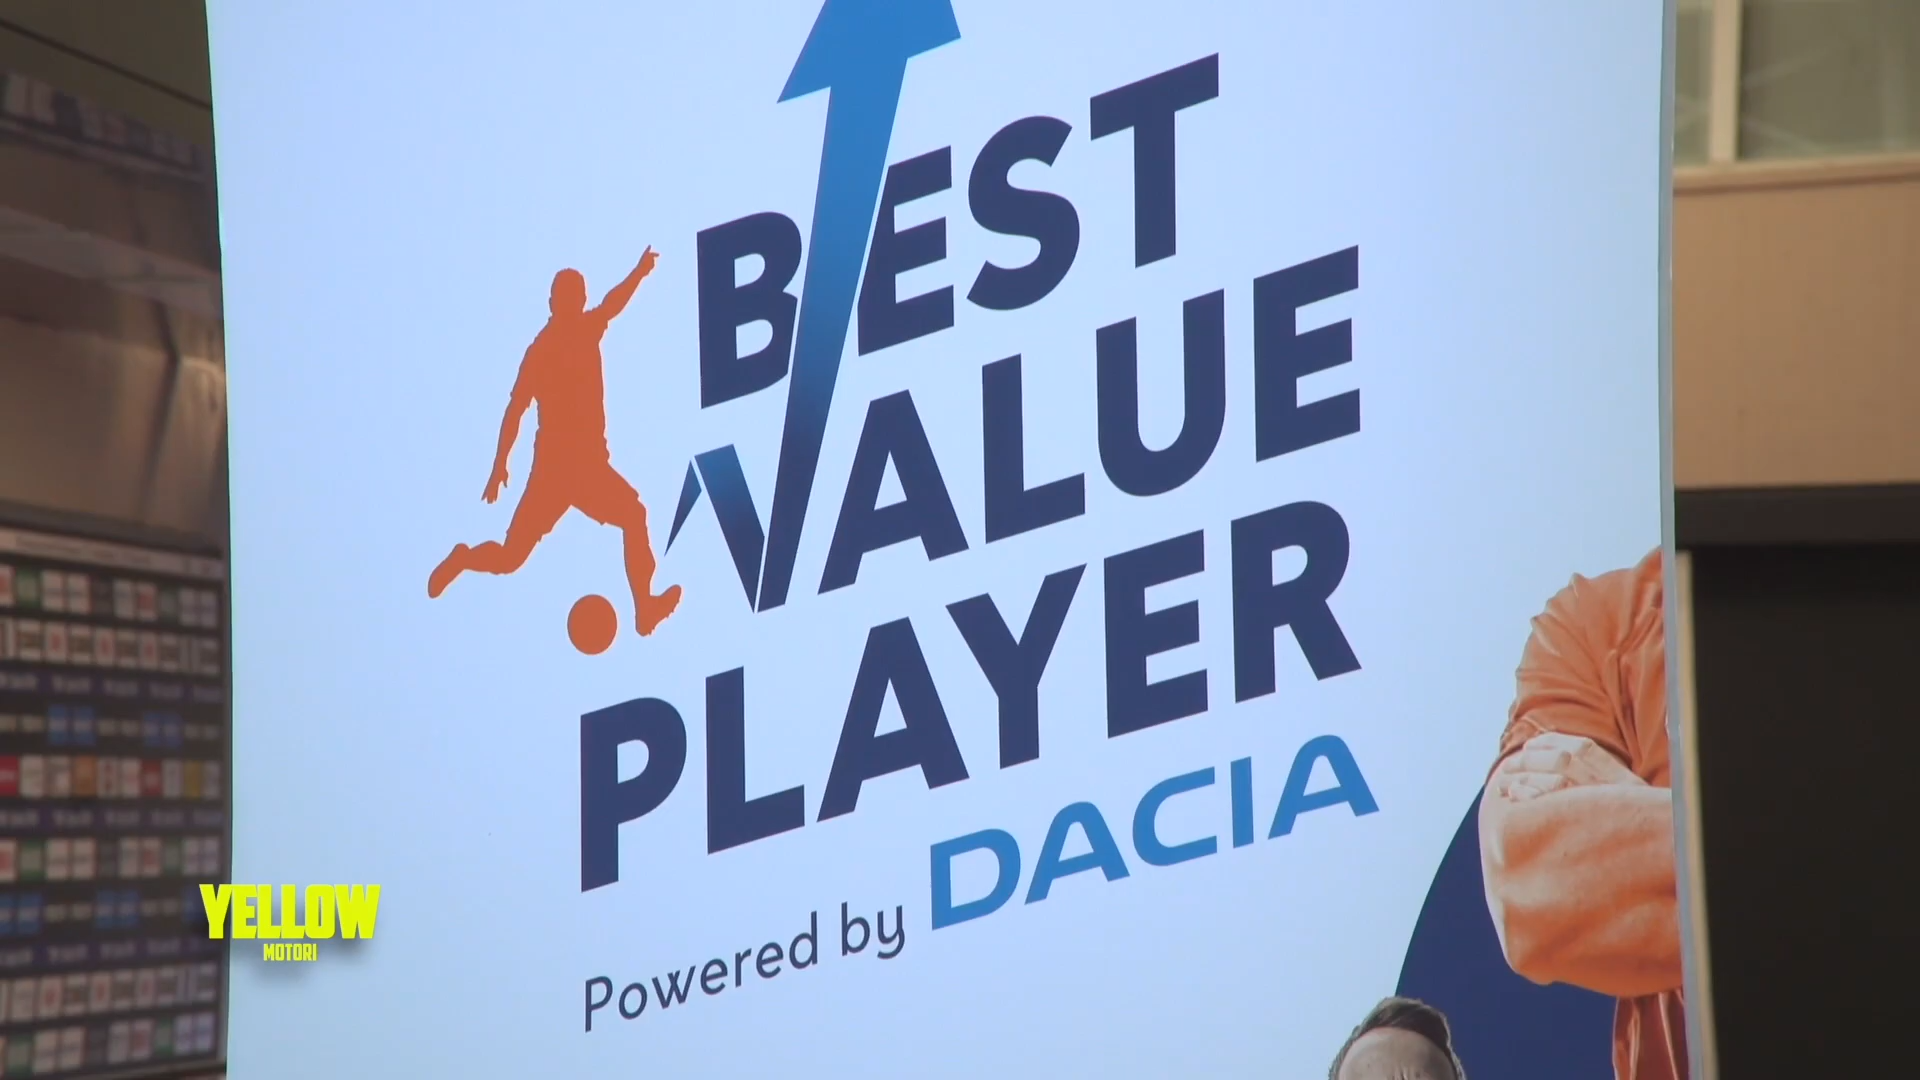 BEST
VALUE
PLAYER
Powered by DACIA
YELLOW
MOTORI